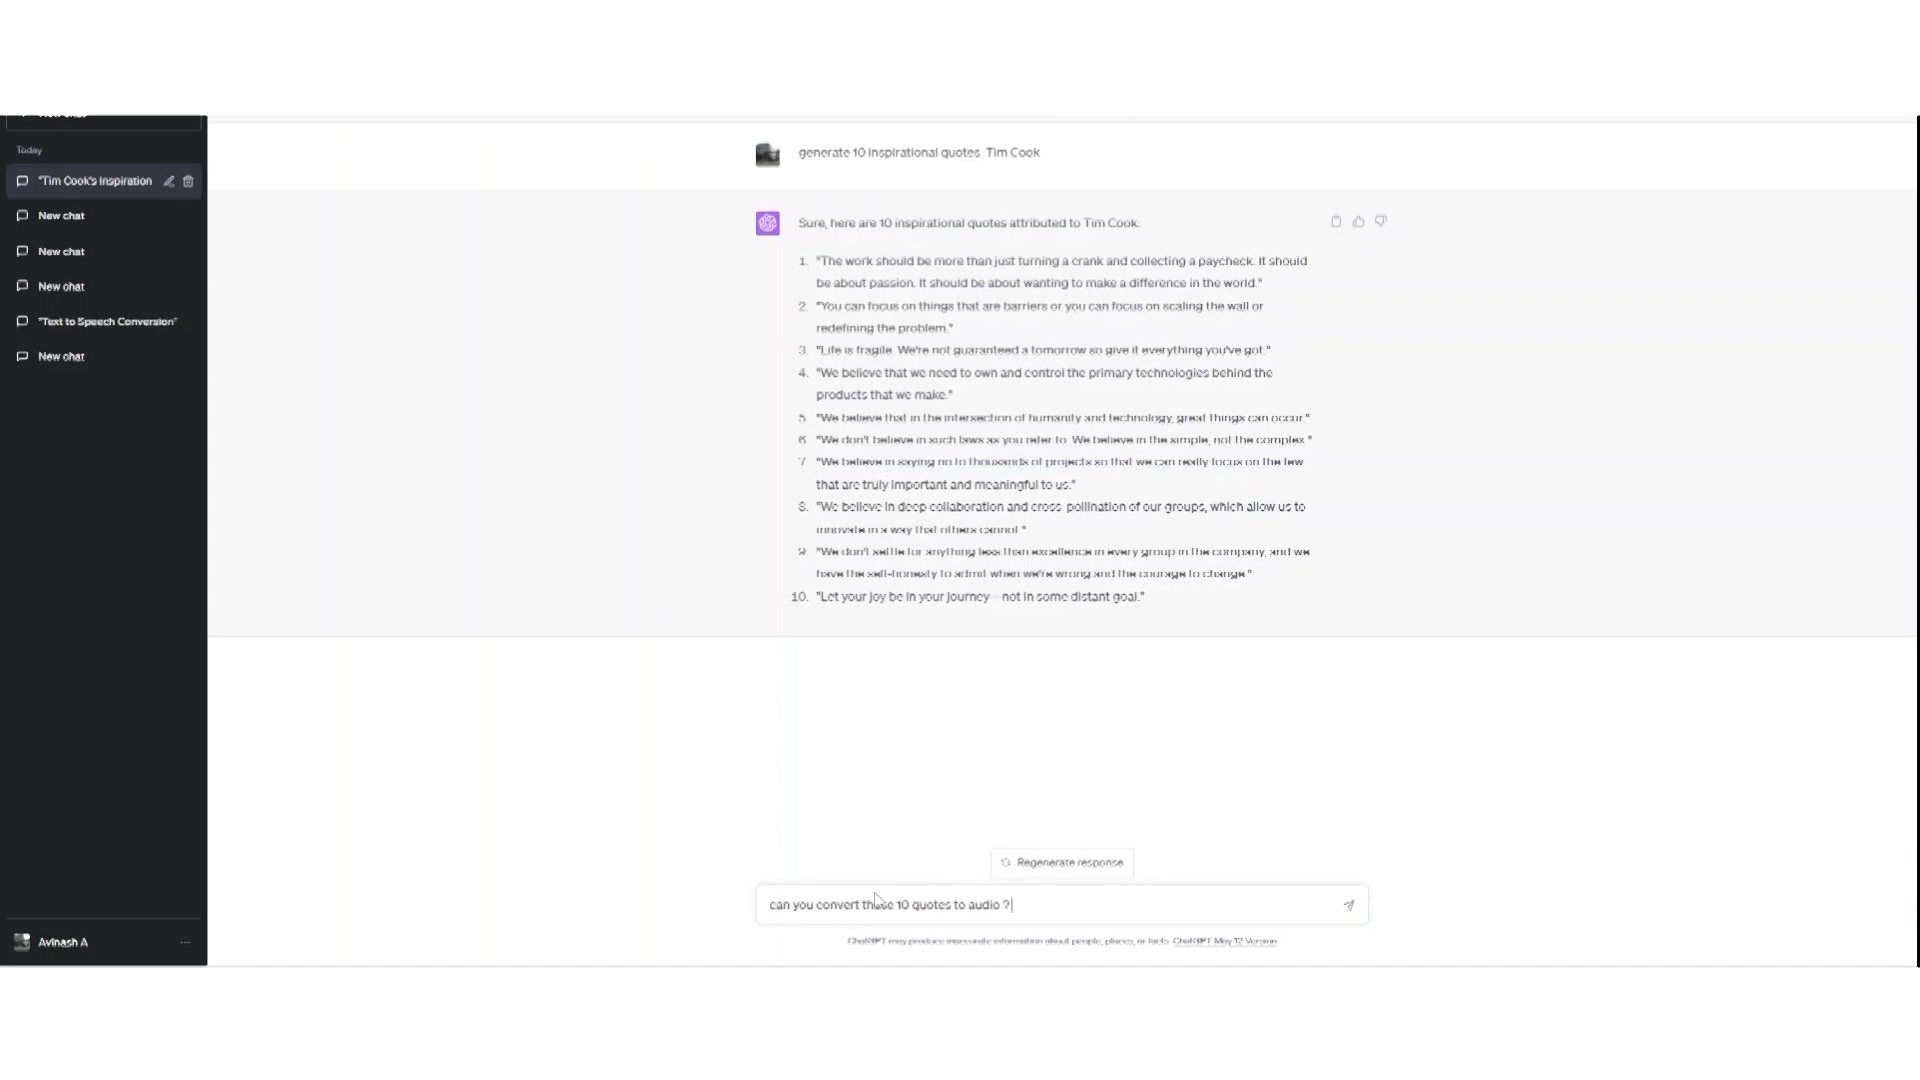 Today
"Tim Cook's Inspiration
New chat
New chat
New chat
"Text to Speech Conversion"
New chat
Avinash A
generate 10 inspirational quotes  Tim Cook
Sure, here are 10 inspirational quotes attributed to Tim Cook:
1. "The work should be more than just turning a crank and collecting a paycheck. It should
be about passion. It should be about wanting to make a difference in the world."
2. "You can focus on things that are barriers or you can focus on scaling the wall or
redefining the problem."
3. "Life is fragile. We're not guaranteed a tomorrow so give it everything you've got."
4. "We believe that we need to own and control the primary technologies behind the
products that we make."
5. "We believe that in the intersection of humanity and technology, great things can occur."
6. "We don't believe in such laws as you refer to. We believe in the simple, not the complex."
7. "We believe in saying no to thousands of projects so that we can really focus on the few
that are truly important and meaningful to us."
8. "We believe in deep collaboration and cross-pollination of our groups, which allow us to
innovate in a way that others cannot."
9. "We don't settle for anything less than excellence in every group in the company, and we
have the self-honesty to admit when we're wrong and the courage to change."
10. "Let your joy be in your journey—not in some distant goal."
Regenerate response
can you convert these 10 quotes to audio ?
ChatGPT may produce inaccurate information about people, places, or facts. ChatGPT May 12 Version